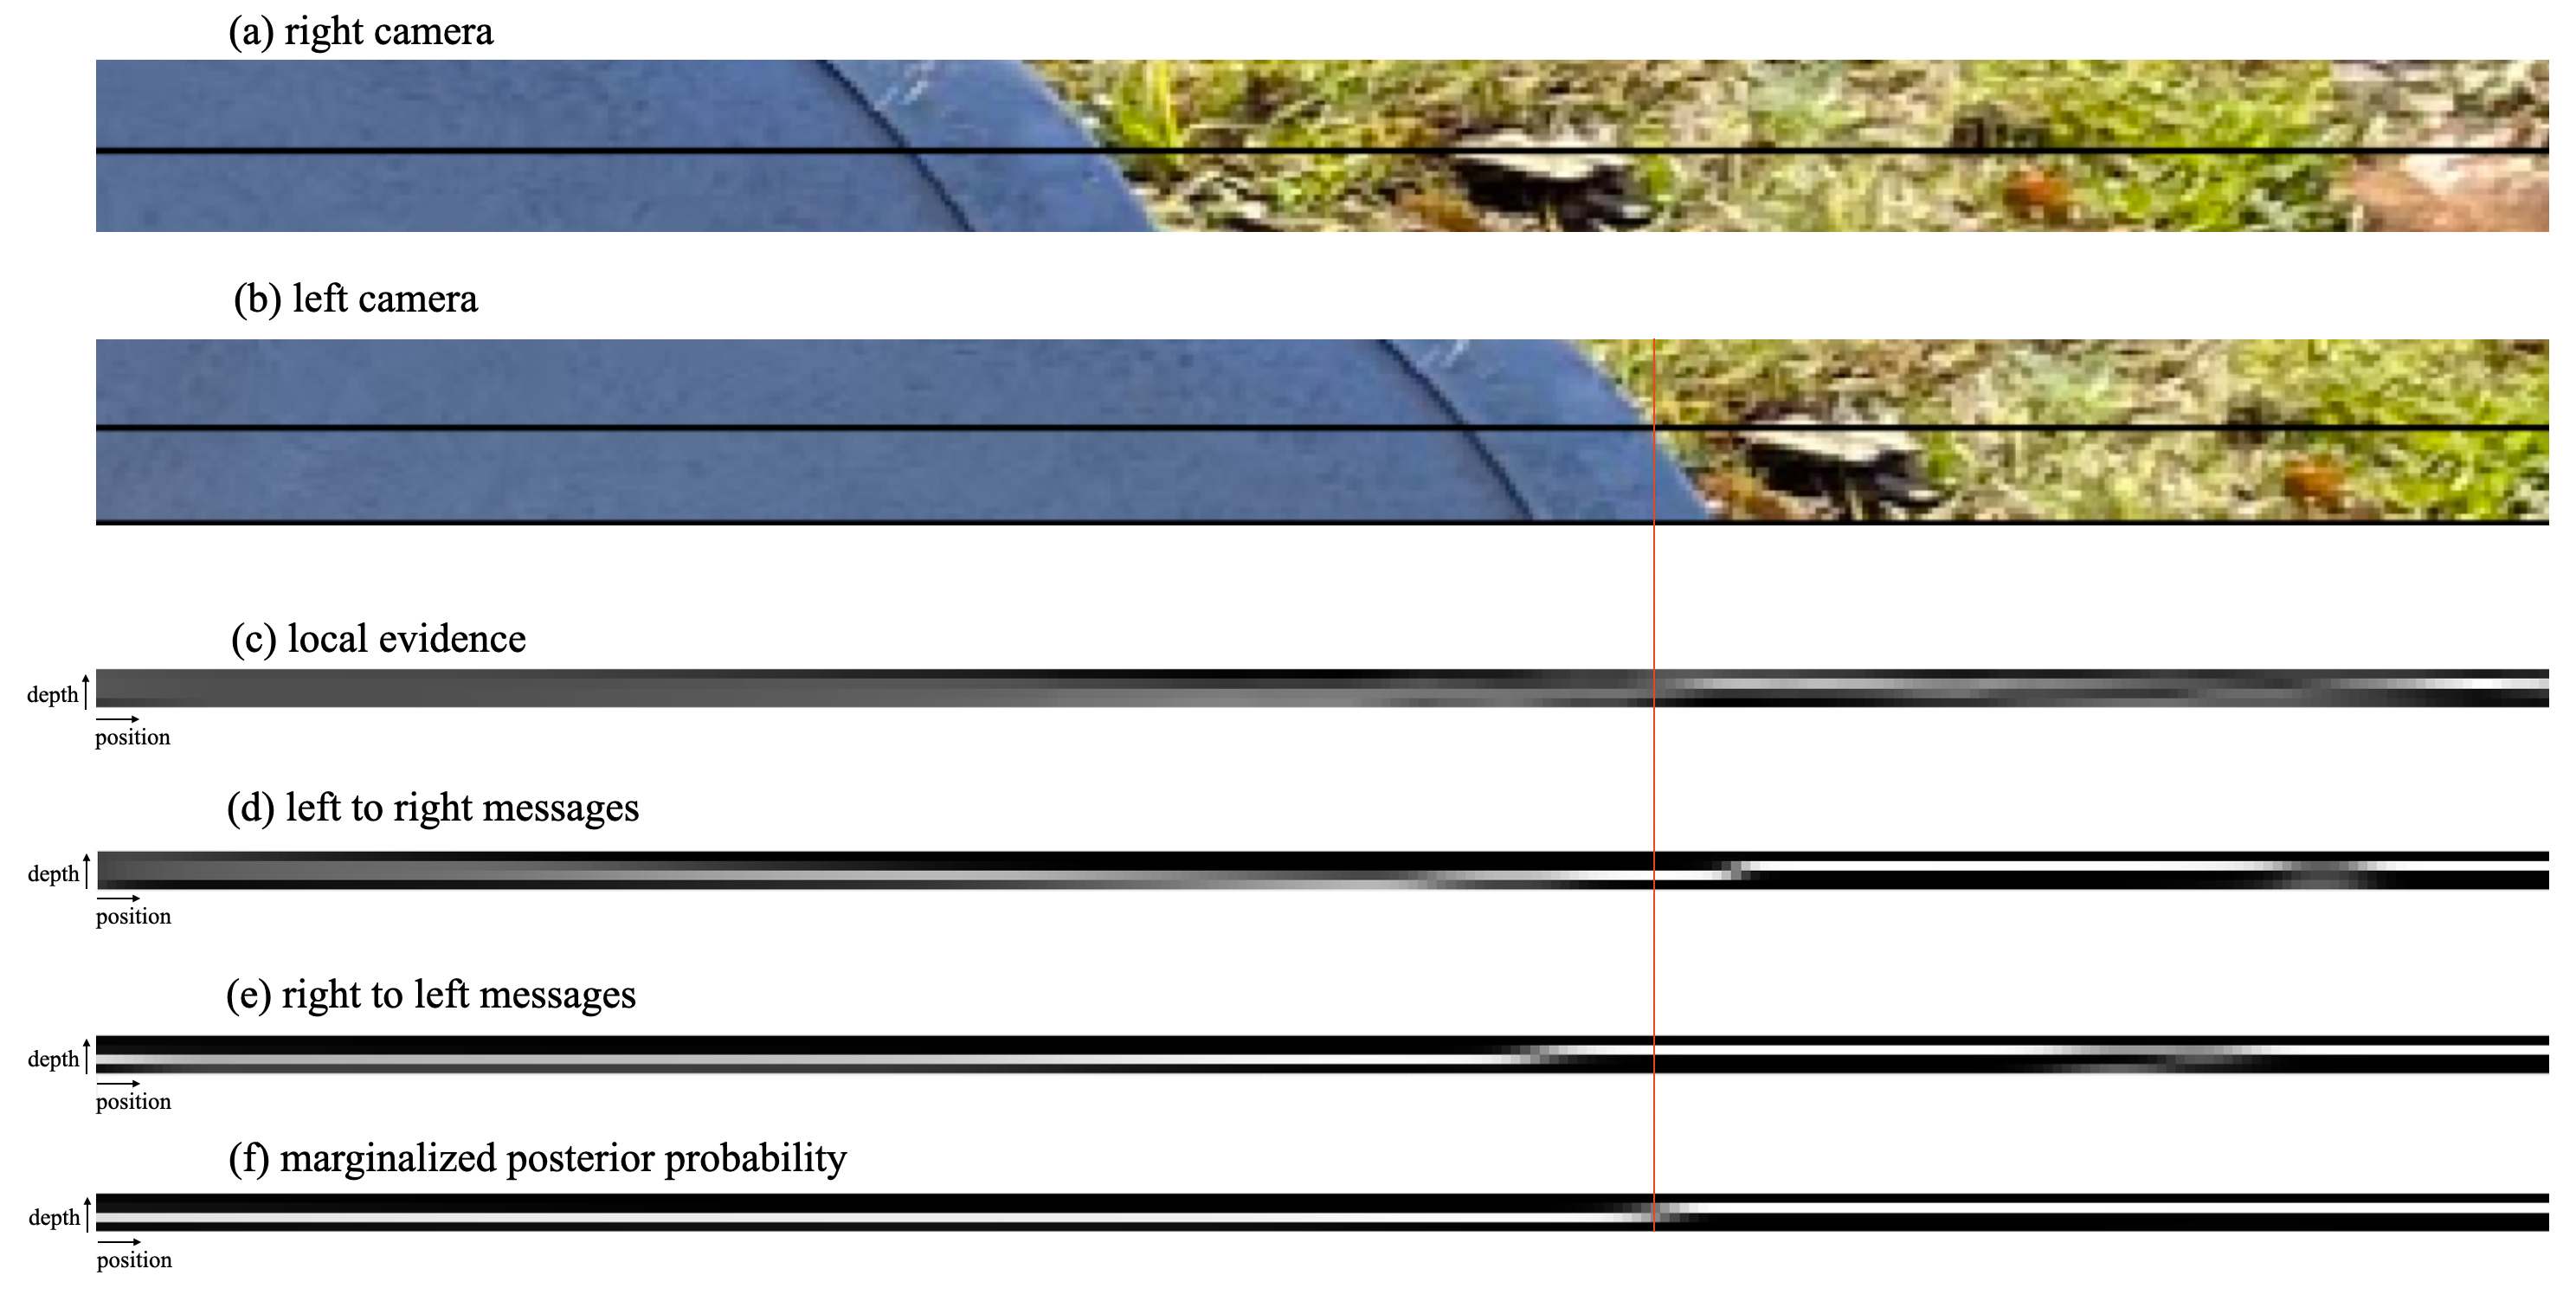 (a) right camera
(b) left camera
(c) local evidence
depth
position
(d) left to right messages
depth
position
(e) right to left messages
depth
position
(f) marginalized posterior probability
depth
position